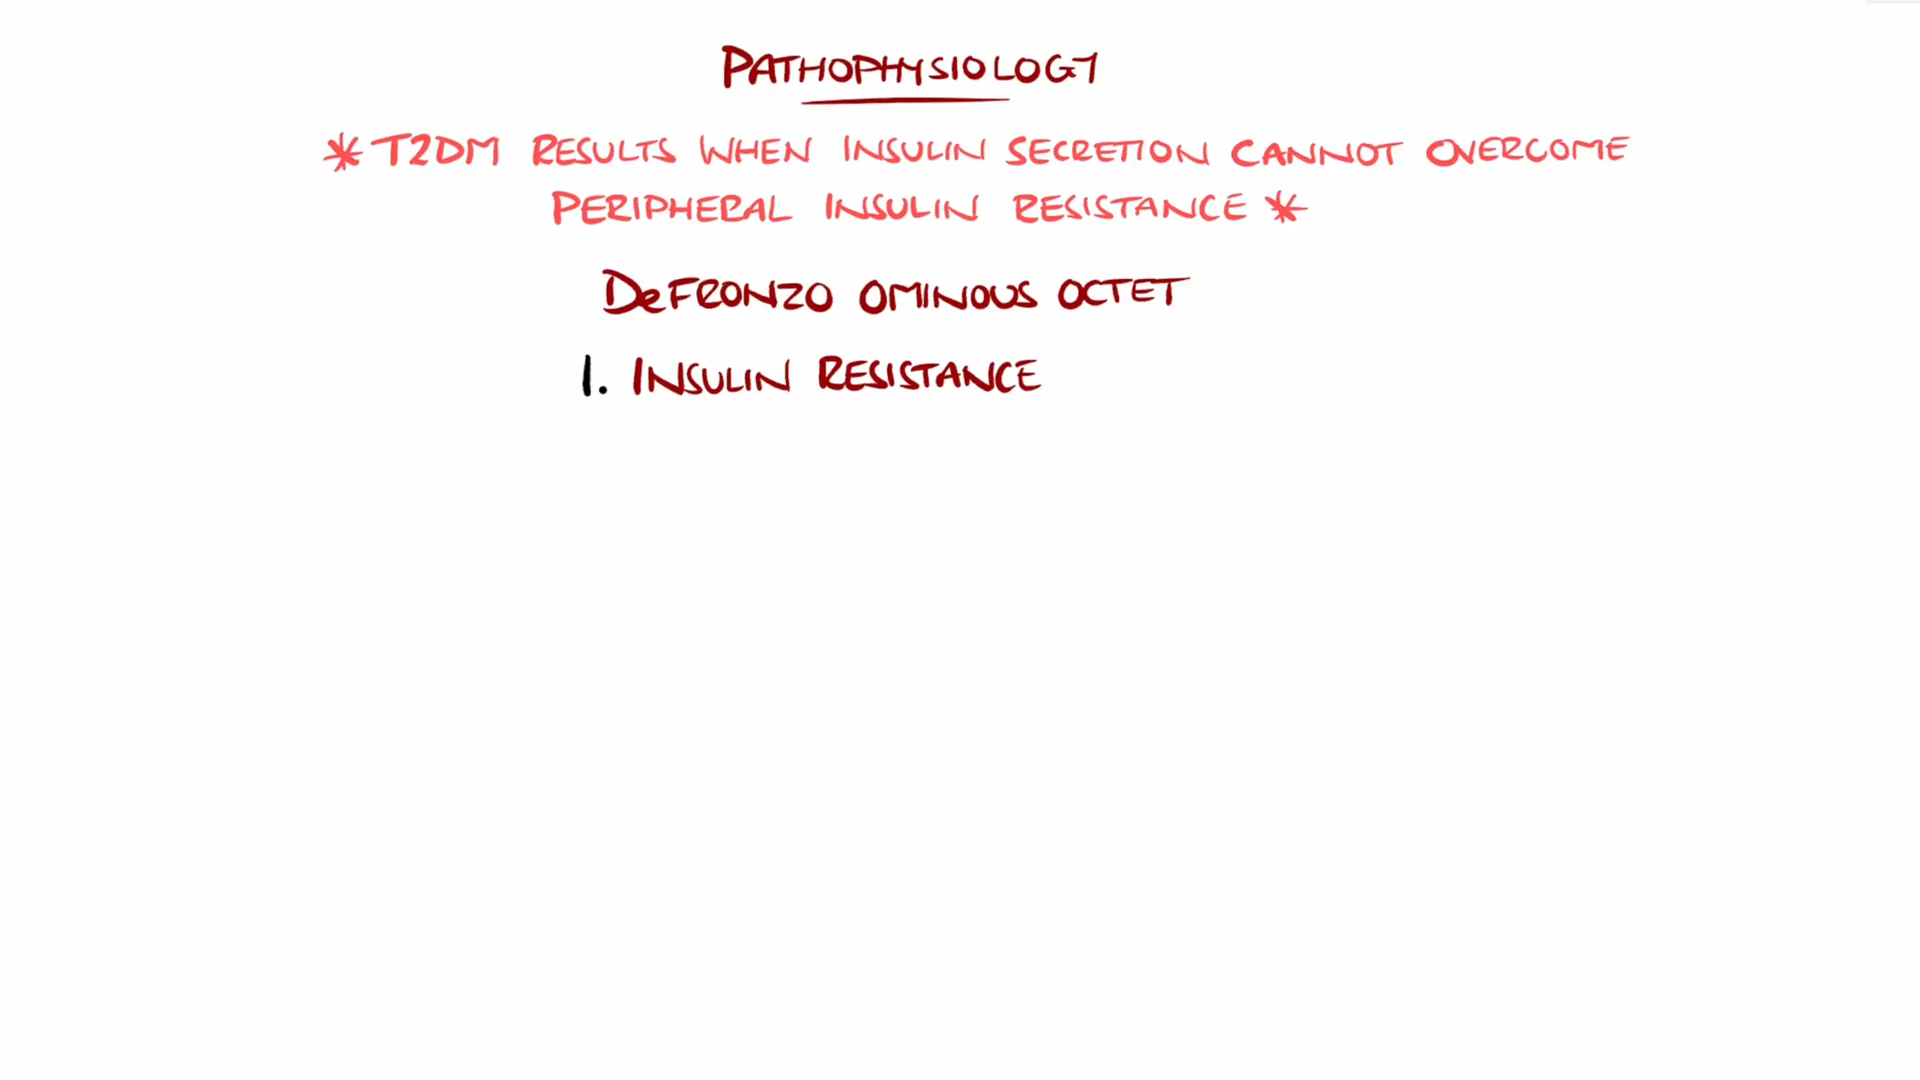 PATHOPHYSIOLOGY
*T2DM RESULTS WHEN INSULIN SECRETION CANNOT OVERCOME
PERIPHERAL INSULIN RESISTANCE*
DeFRONZO OMINOUS OCTET
1. INSULIN RESISTANCE